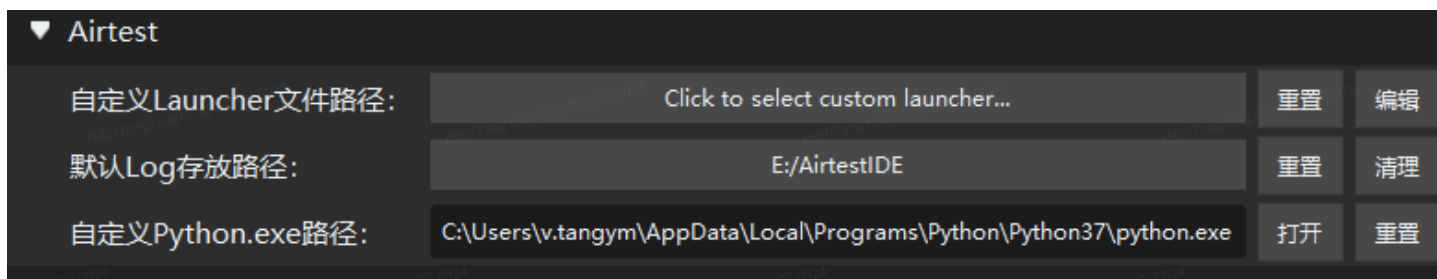 Airtest
自定义Launcher文件路径: Click to select custom launcher... 重置 编辑
默认Log存放路径: E:/AirtestIDE 重置 清理
自定义Python.exe路径: C:\Users\v.tangym\AppData\Local\Programs\Python\Python37\python.exe 打开 重置